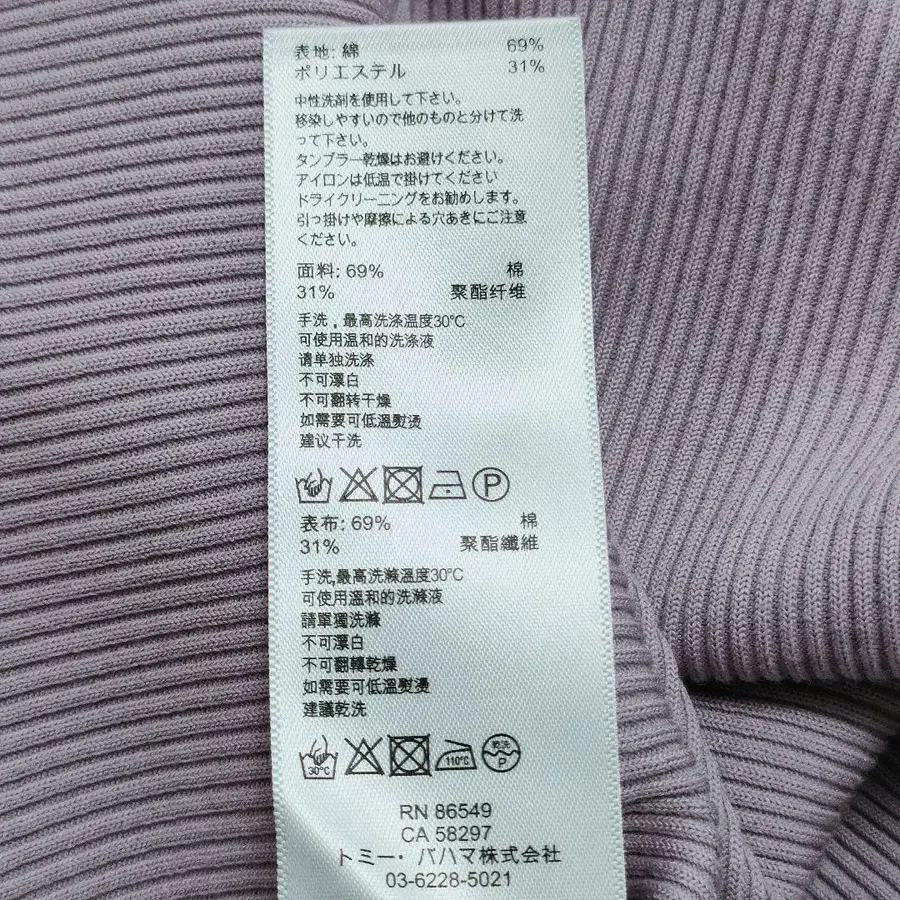 表地: 綿 69%
ポリエステル 31%
中性洗剤を使用して下さい。
移染しやすいので他のものと分けて洗
って下さい。
タンブラー乾燥はお避けください。
アイロンは低温で掛けてください
ドライクリーニングをお勧めします。
引っ掛けや摩擦による穴あきにご注意
ください。
面料: 69% 棉
31% 聚酯纤维
手洗，最高洗涤温度30℃
可使用温和的洗涤液
请单独洗涤
不可漂白
不可翻转干燥
如需要可低溫熨烫
建议干洗
P
表布: 69% 棉
31% 聚酯纖維
手洗,最高洗滌溫度30℃
可使用溫和的洗滌液
請單獨洗滌
不可漂白
不可翻轉乾燥
如需要可低溫熨燙
建議乾洗
30℃ 110℃ 乾洗 P
RN 86549
CA 58297
トミー・バハマ株式会社
03-6228-5021